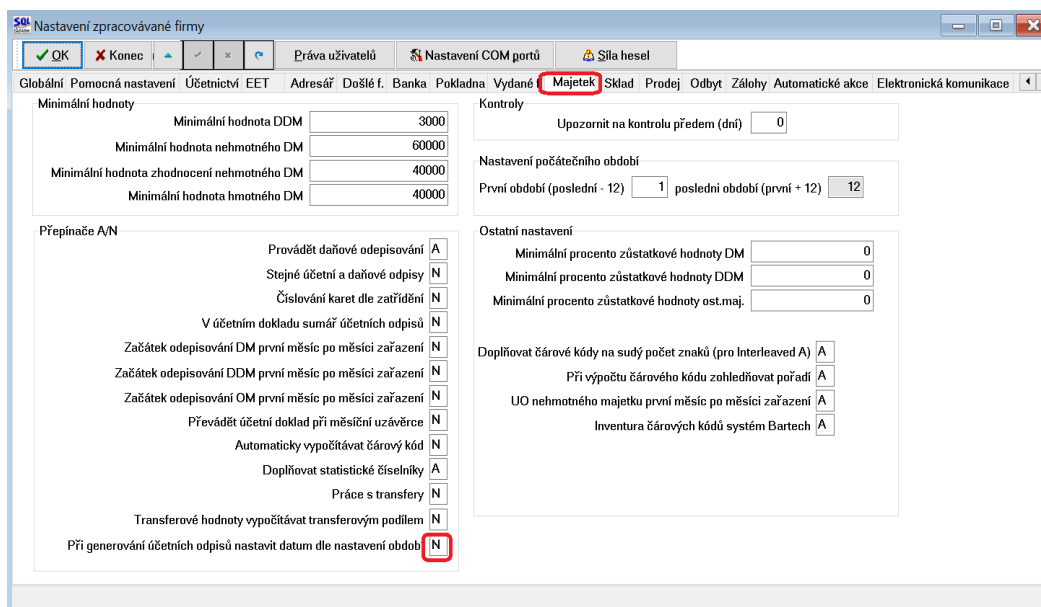 SQL Nastavení zpracovávané firmy
OK Konec Práva uživatelů Nastavení COM portů Síla hesel
Globální Pomocná nastavení Účetnictví EET Adresář Došlé f. Banka Pokladna Vydané Majetek Sklad Prodej Odbyt Zálohy Automatické akce Elektronická komunikace
Minimální hodnoty
Minimální hodnota DDM 3000
Minimální hodnota nehmotného DM 60000
Minimální hodnota zhodnocení nehmotného DM 40000
Minimální hodnota hmotného DM 40000
Kontroly
Upozornit na kontrolu předem (dní) 0
Nastavení počátečního období
První období (poslední - 12) 1 posledni období (první + 12) 12
Přepínače A/N
Provádět daňové odepisování A
Stejné účetní a daňové odpisy N
Číslování karet dle zatřídění N
V účetním dokladu sumář účetních odpisů N
Začátek odepisování DM první měsíc po měsíci zařazení N
Začátek odepisování DDM první měsíc po měsíci zařazení N
Začátek odepisování OM první měsíc po měsíci zařazení N
Převádět účetní doklad při měsíční uzávěrce N
Automaticky vypočítávat čárový kód N
Doplňovat statistické číselníky A
Práce s transfery N
Transferové hodnoty vypočítávat transferovým podílem N
Při generování účetních odpisů nastavit datum dle nastavení období N
Ostatní nastavení
Minimální procento zůstatkové hodnoty DM 0
Minimální procento zůstatkové hodnoty DDM 0
Minimální procento zůstatkové hodnoty ost.maj. 0
Doplňovat čárové kódy na sudý počet znaků (pro Interleaved A) A
Při výpočtu čárového kódu zohledňovat pořadí A
UO nehmotného majetku první měsíc po měsíci zařazení A
Inventura čárových kódů systém Bartech A